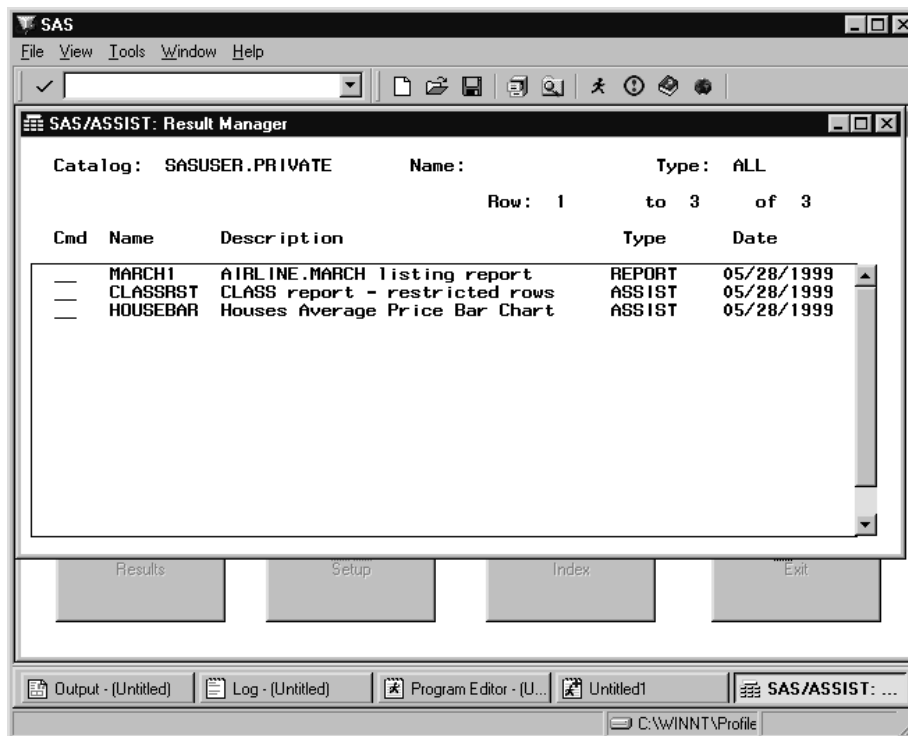 SAS
File View Tools Window Help
SAS/ASSIST: Result Manager
Catalog: SASUSER.PRIVATE Name: Type: ALL
Row: 1 to 3 of 3
Cmd Name Description Type Date
MARCH1 AIRLINE.MARCH listing report REPORT 05/28/1999
CLASSRST CLASS report - restricted rows ASSIST 05/28/1999
HOUSEBAR Houses Average Price Bar Chart ASSIST 05/28/1999
Results Setup Index Exit
Output - (Untitled) Log - (Untitled) Program Editor - (U... Untitled1 SAS/ASSIST: ...
C:\WINNT\Profile